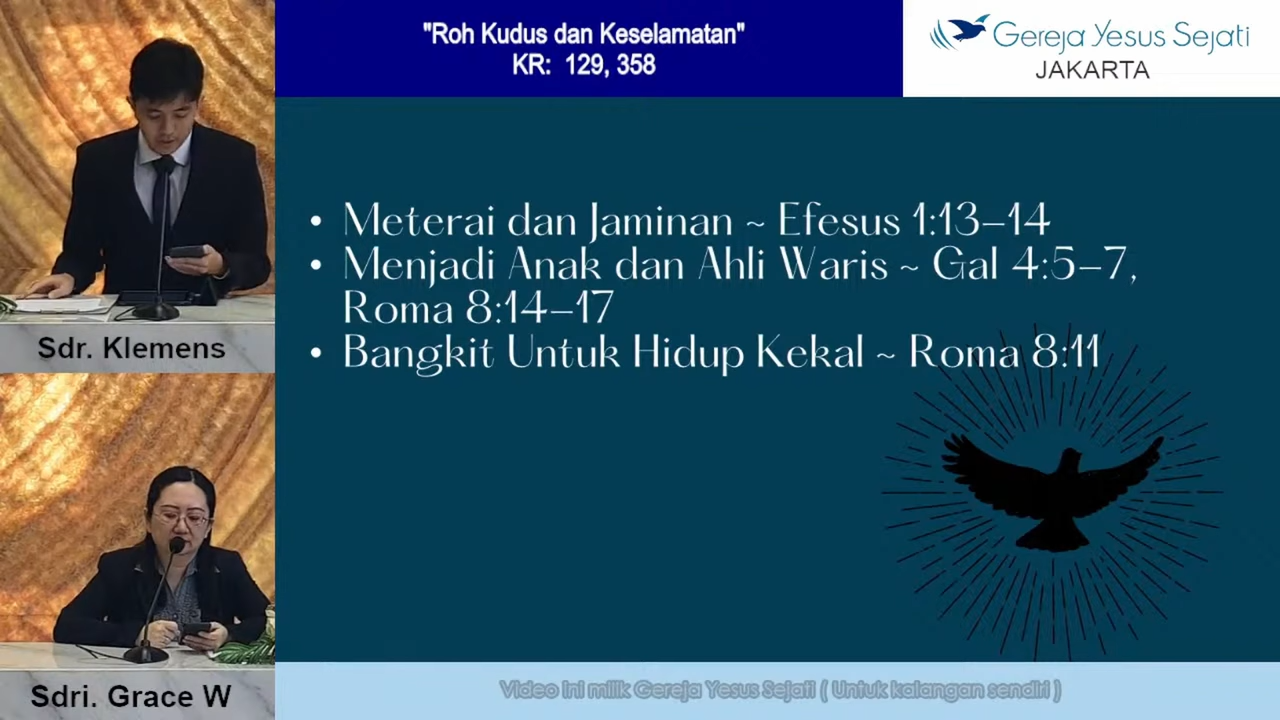 "Roh Kudus dan Keselamatan"
KR: 129, 358
Gereja Yesus Sejati
JAKARTA
• Meterai dan Jaminan ~ Efesus 1:13–14
• Menjadi Anak dan Ahli Waris ~ Gal 4:5–7,
Roma 8:14–17
• Bangkit Untuk Hidup Kekal ~ Roma 8:11
Sdr. Klemens
Sdri. Grace W
Video ini milik Gereja Yesus Sejati ( Untuk kalangan sendiri )